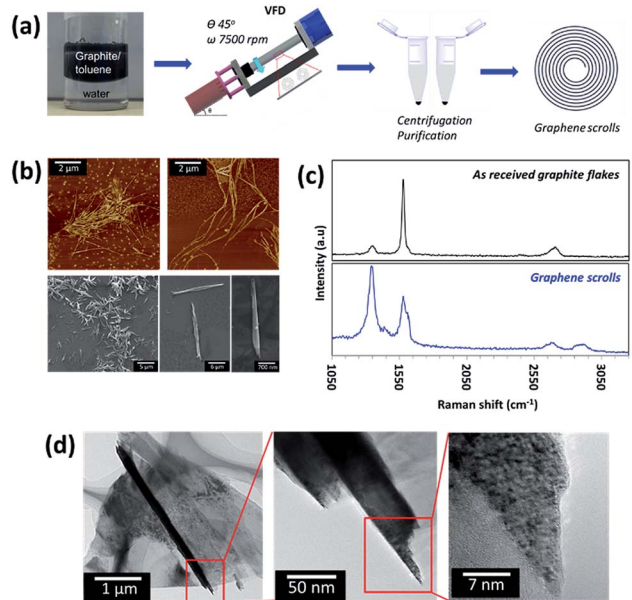 (a)
Graphite/
toluene
water
Θ 45°
ω 7500 rpm
VFD
θ
Centrifugation
Purification
Graphene scrolls
(b)
2 µm
2 µm
5 µm
6 µm
700 nm
(c)
As received graphite flakes
Graphene scrolls
Intensity (a.u)
1050
1550
2050
2550
3050
Raman shift (cm⁻¹)
(d)
1 µm
50 nm
7 nm